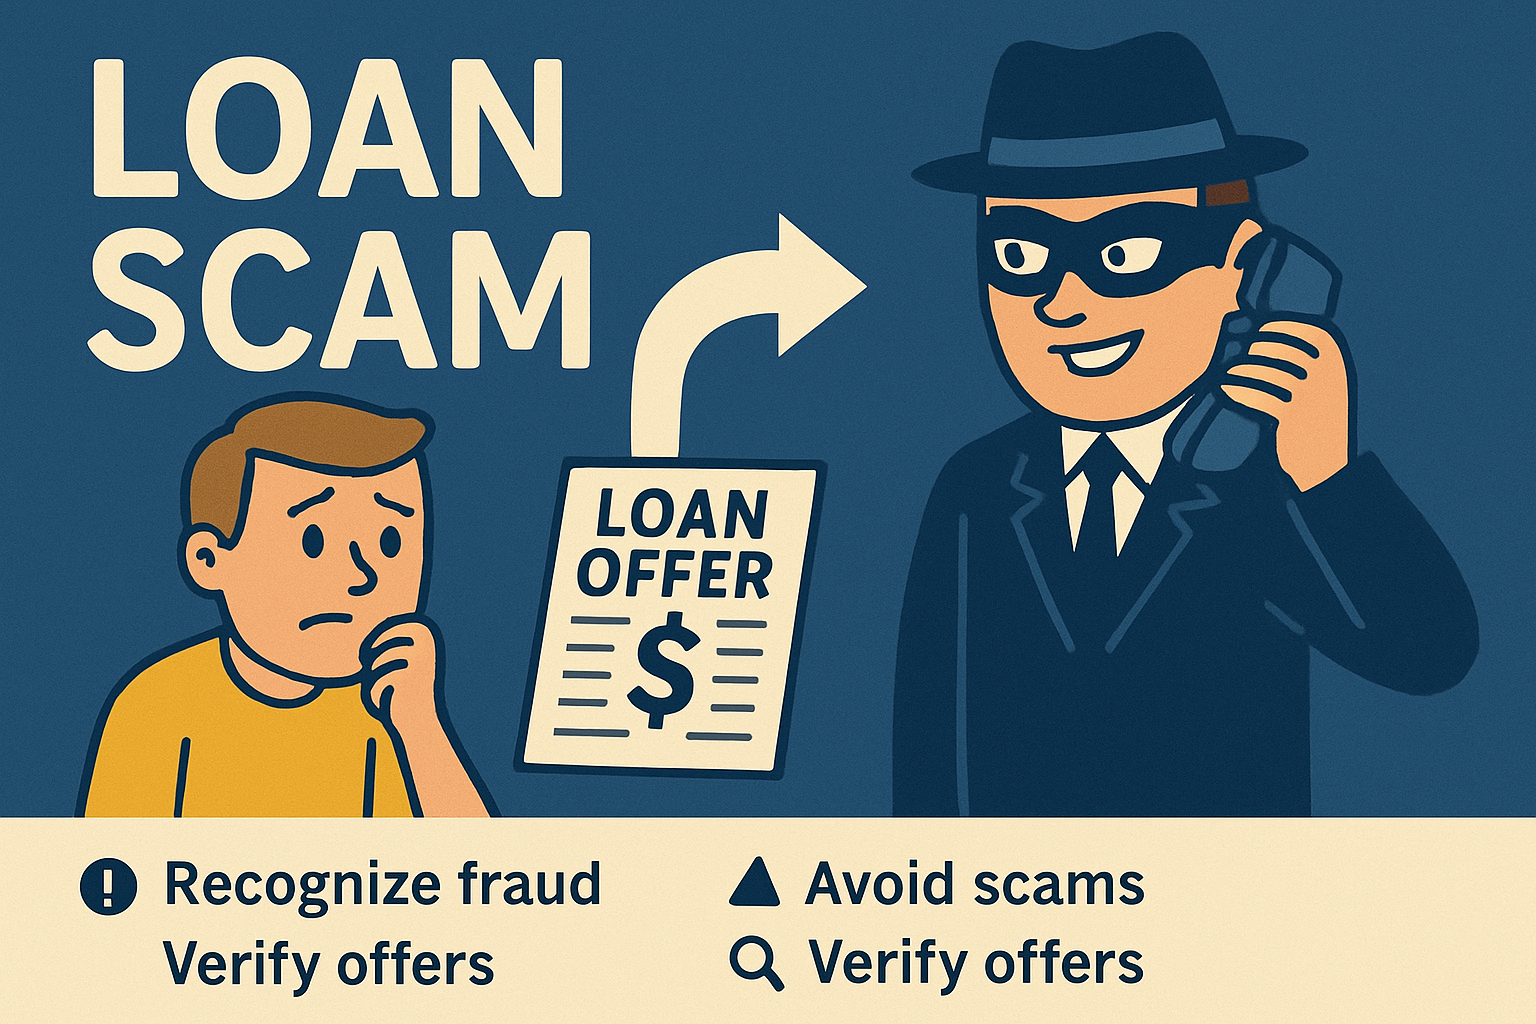 LOAN
SCAM
LOAN
OFFER
$
Recognize fraud
Verify offers
Avoid scams
Verify offers